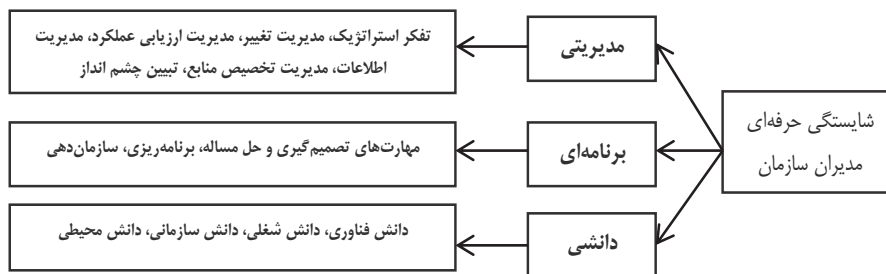 شایستگی حرفه‌ای
مدیران سازمان
مدیریتی
تفکر استراتژیک، مدیریت تغییر، مدیریت ارزیابی عملکرد، مدیریت
اطلاعات، مدیریت تخصیص منابع، تبیین چشم انداز
برنامه‌ای
مهارت‌های تصمیم‌گیری و حل مساله، برنامه‌ریزی، سازمان‌دهی
دانشی
دانش فناوری، دانش شغلی، دانش سازمانی، دانش محیطی